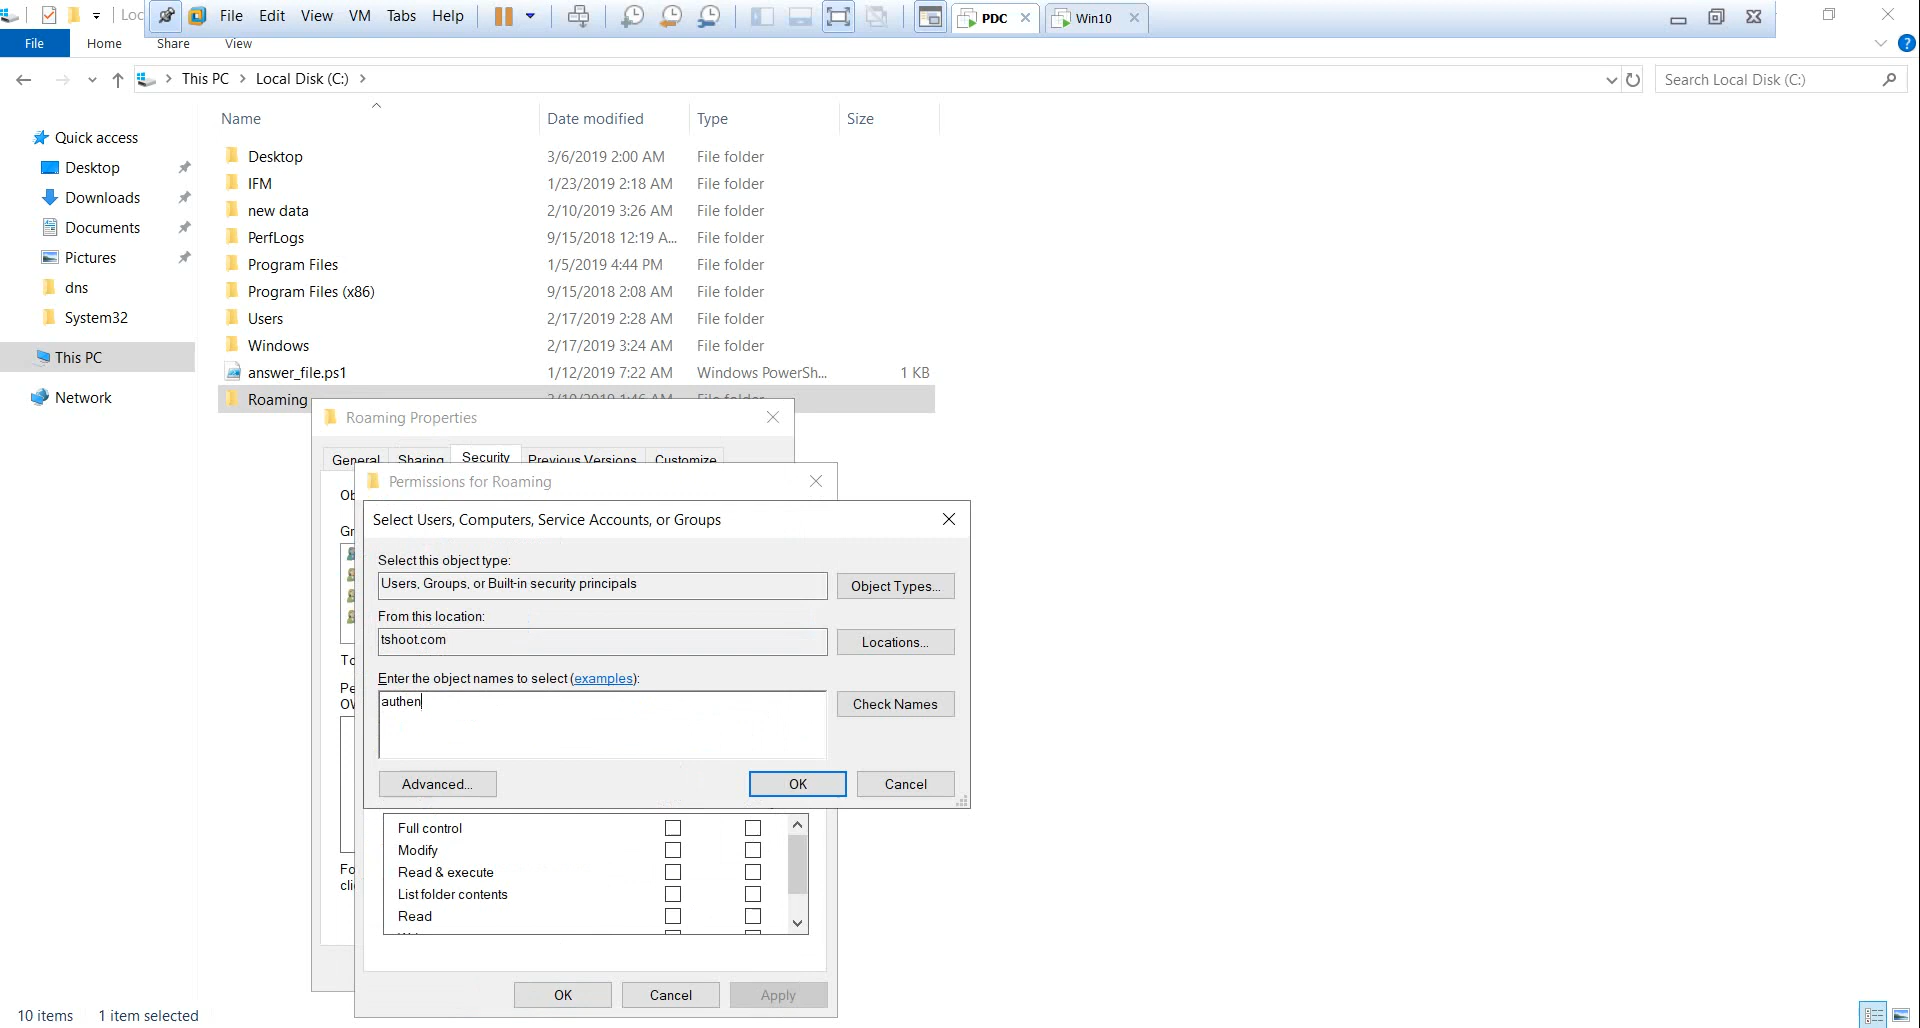 Loc
File Edit View VM Tabs Help
PDC
Win10
File Home Share View
This PC Local Disk (C:)
Search Local Disk (C:)
Name Date modified Type Size
Quick access
Desktop
Downloads
Documents
Pictures
dns
System32
This PC
Network
Desktop 3/6/2019 2:00 AM File folder
IFM 1/23/2019 2:18 AM File folder
new data 2/10/2019 3:26 AM File folder
PerfLogs 9/15/2018 12:19 A... File folder
Program Files 1/5/2019 4:44 PM File folder
Program Files (x86) 9/15/2018 2:08 AM File folder
Users 2/17/2019 2:28 AM File folder
Windows 2/17/2019 3:24 AM File folder
answer_file.ps1 1/12/2019 7:22 AM Windows PowerSh... 1 KB
Roaming
Roaming Properties
General Sharing Security Previous Versions Customize
Permissions for Roaming
Select Users, Computers, Service Accounts, or Groups
Select this object type:
Users, Groups, or Built-in security principals
Object Types...
From this location:
tshoot.com
Locations...
Enter the object names to select (examples):
authen
Check Names
Advanced...
OK
Cancel
Full control
Modify
Read & execute
List folder contents
Read
OK
Cancel
Apply
10 items 1 item selected